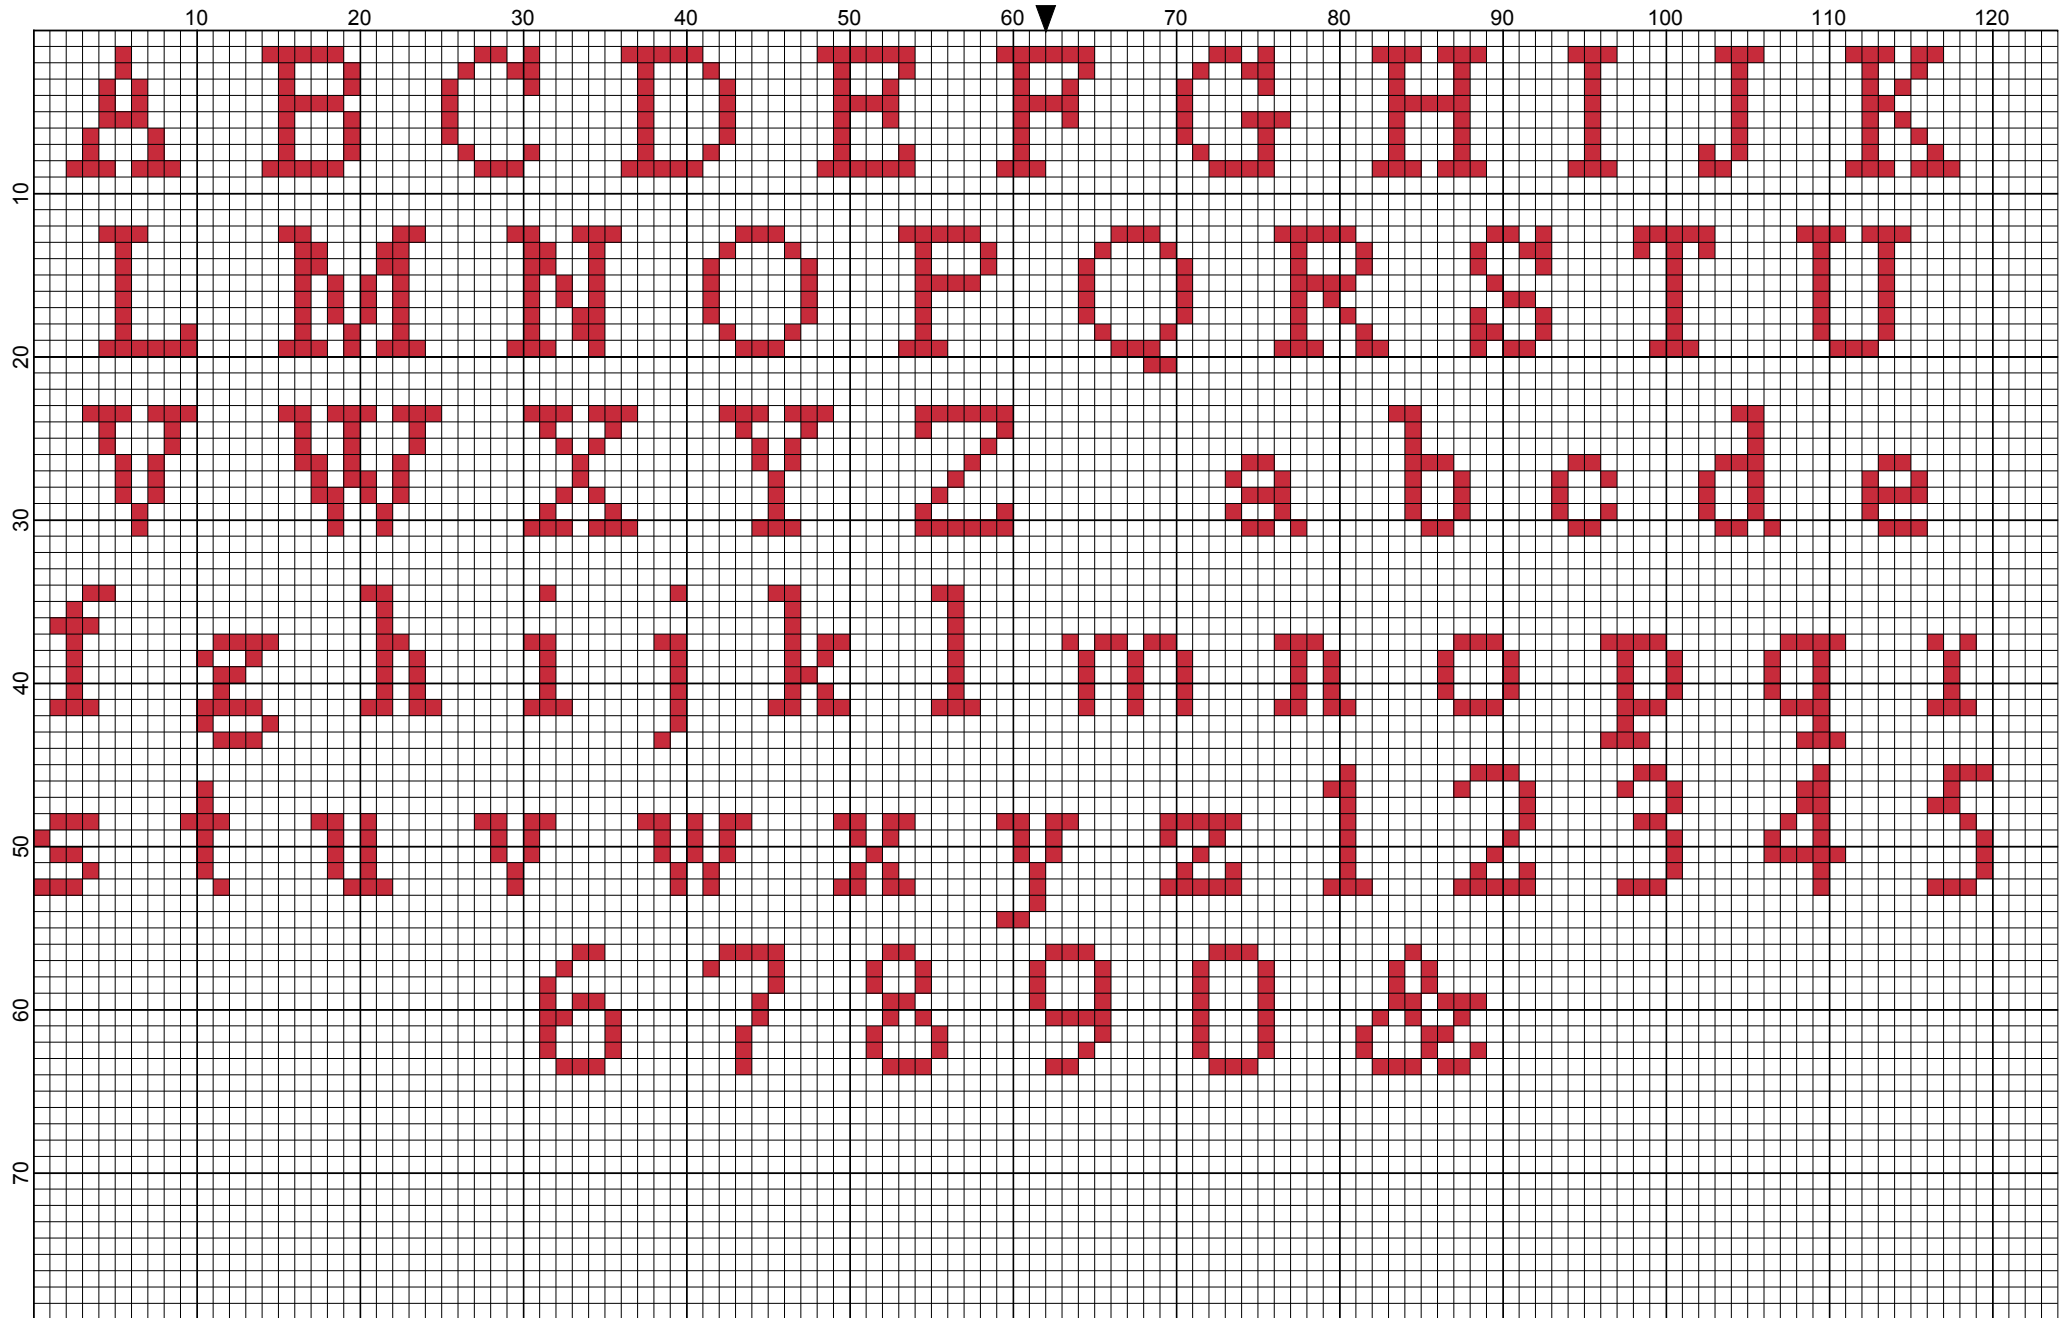 10 20 30 40 50 60 70 80 90 100 110 120
A B C D E F G H I J K
10
L M N O P Q R S T U
20
V W X Y Z a b c d e
30
f g h i j k l m n o p q r
40
s t u v w x y z 1 2 3 4 5
50
6 7 8 9 0 &
60
70